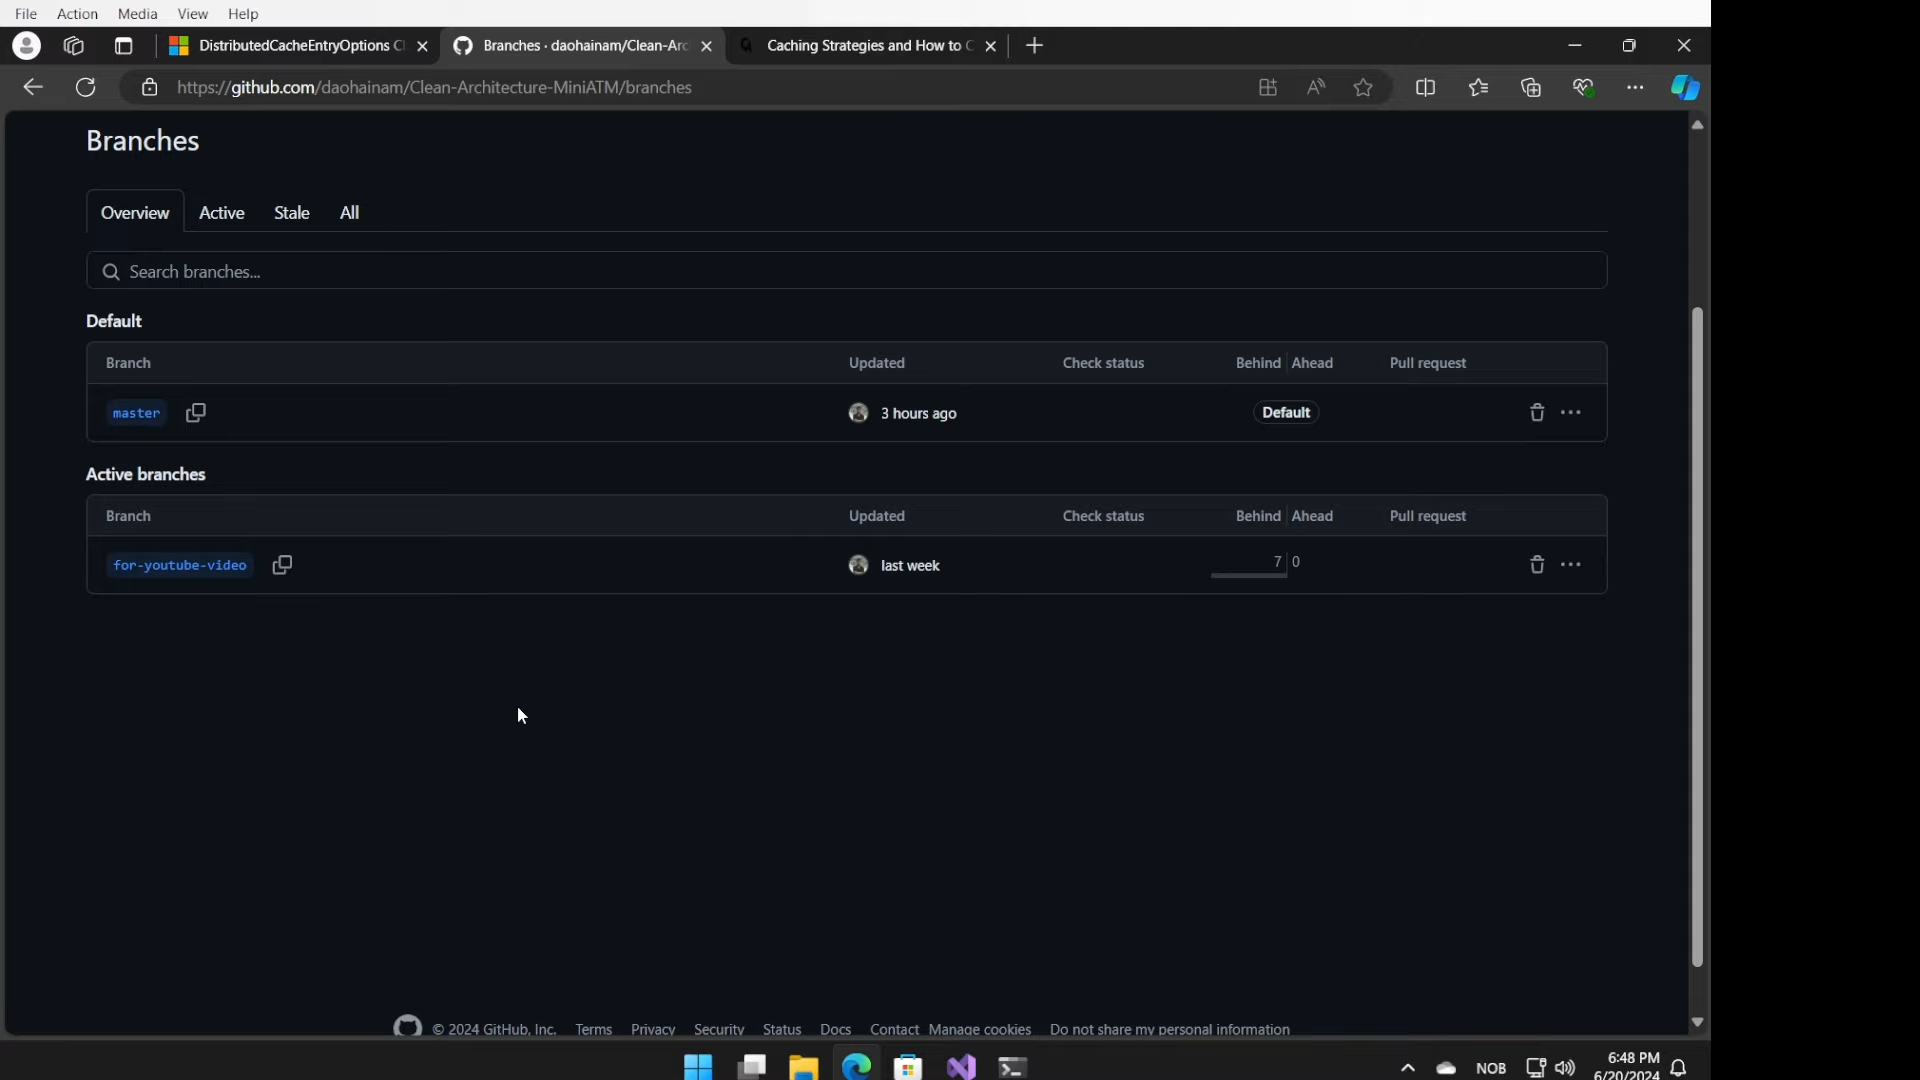 File Action Media View Help
DistributedCacheEntryOptions Cl Branches · daohainam/Clean-Arc Caching Strategies and How to C
https://github.com/daohainam/Clean-Architecture-MiniATM/branches
Branches
Overview Active Stale All
Search branches...
Default
Branch Updated Check status Behind Ahead Pull request
master 3 hours ago Default
Active branches
Branch Updated Check status Behind Ahead Pull request
for-youtube-video last week 7 0
© 2024 GitHub, Inc. Terms Privacy Security Status Docs Contact Manage cookies Do not share my personal information
NOB 6:48 PM
6/20/2024